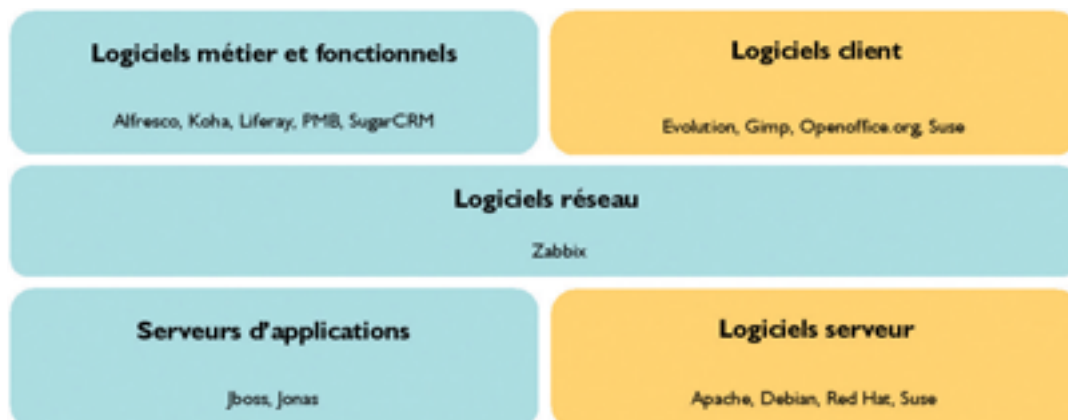 Logiciels métier et fonctionnels
Alfresco, Koha, Liferay, PMB, SugarCRM
Logiciels client
Evolution, Gimp, Openoffice.org, Suse
Logiciels réseau
Zabbix
Serveurs d'applications
Jboss, Jonas
Logiciels serveur
Apache, Debian, Red Hat, Suse